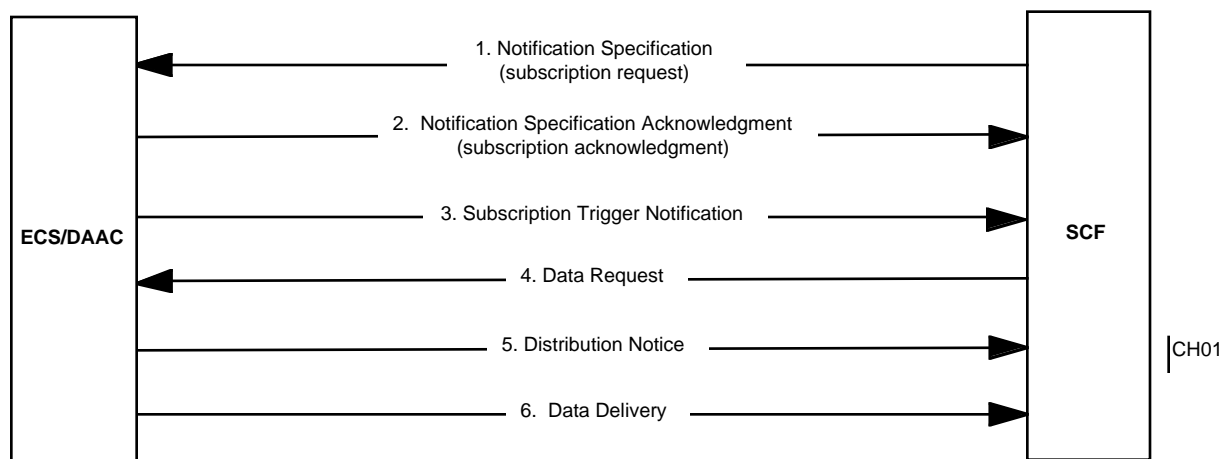 1. Notification Specification
(subscription request)
2. Notification Specification Acknowledgment
(subscription acknowledgment)
3. Subscription Trigger Notification
ECS/DAAC
SCF
4. Data Request
5. Distribution Notice
CH01
6. Data Delivery